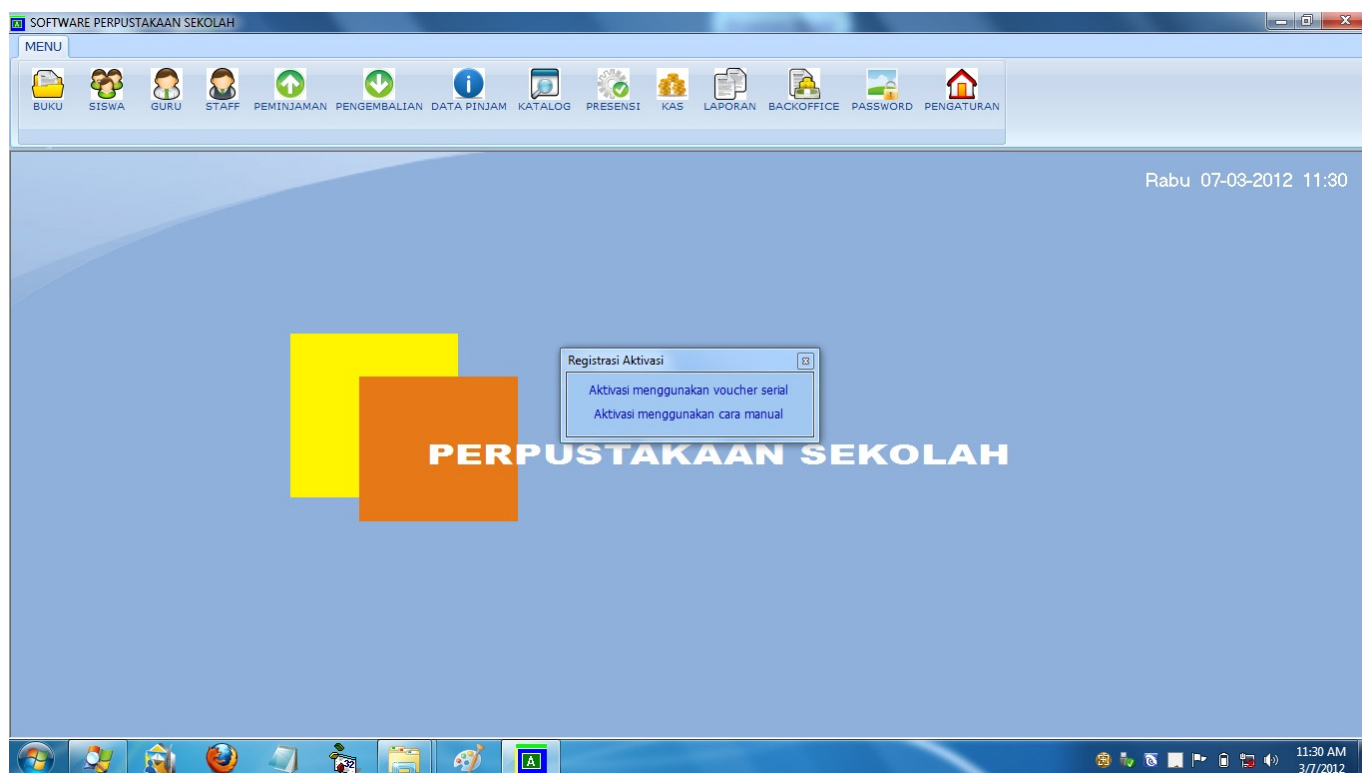 SOFTWARE PERPUSTAKAAN SEKOLAH
MENU
BUKU SISWA GURU STAFF PEMINJAMAN PENGEMBALIAN DATA PINJAM KATALOG PRESENSI KAS LAPORAN BACKOFFICE PASSWORD PENGATURAN
Rabu 07-03-2012 11:30
Registrasi Aktivasi
Aktivasi menggunakan voucher serial
Aktivasi menggunakan cara manual
PERPUSTAKAAN SEKOLAH
A
32
11:30 AM
3/7/2012